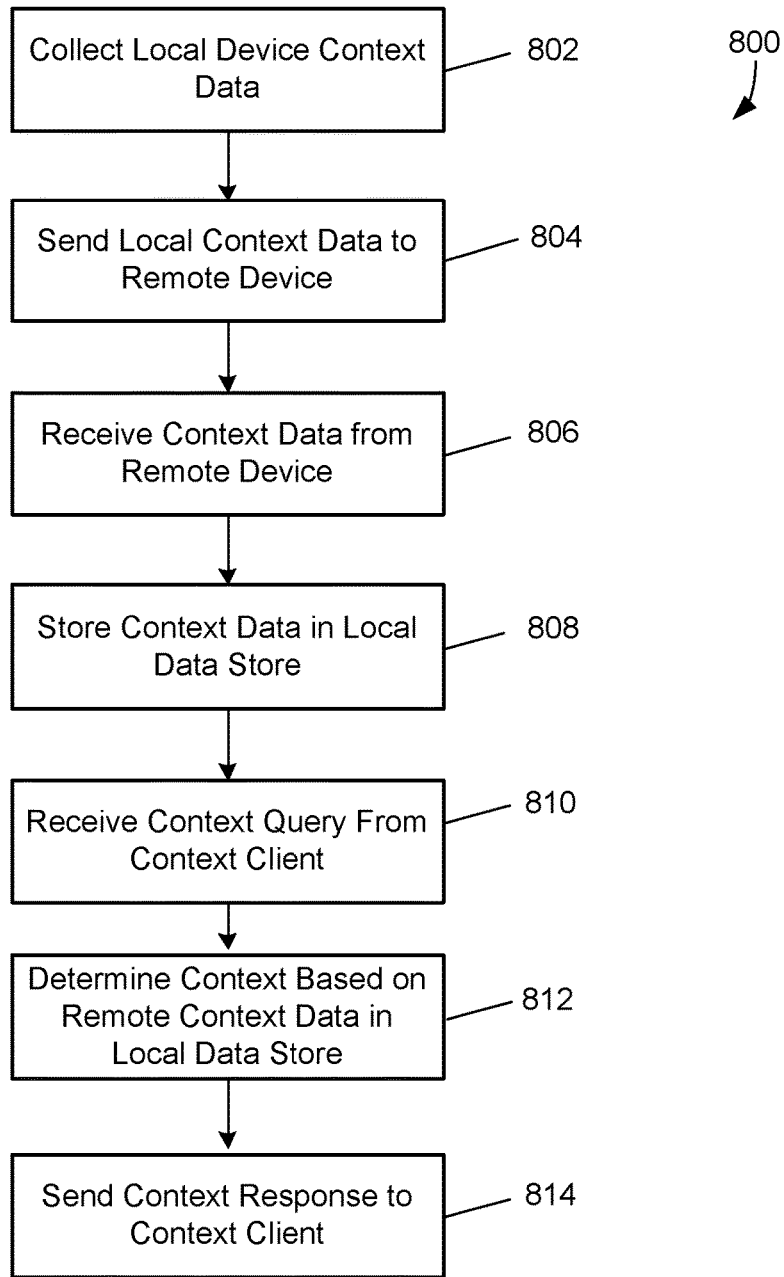 Collect Local Device Context
Data
802
800
Send Local Context Data to
Remote Device
804
Receive Context Data from
Remote Device
806
Store Context Data in Local
Data Store
808
Receive Context Query From
Context Client
810
Determine Context Based on
Remote Context Data in
Local Data Store
812
Send Context Response to
Context Client
814